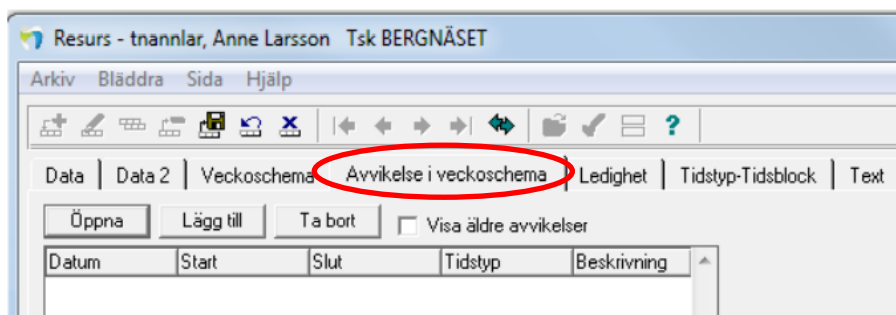 Resurs - tnannlar, Anne Larsson Tsk BERGNÄSET
Arkiv Bläddra Sida Hjälp
?
Data Data 2 Veckoschema Avvikelse i veckoschema Ledighet Tidstyp-Tidsblock Text
Öppna Lägg till Ta bort Visa äldre avvikelser
Datum Start Slut Tidstyp Beskrivning